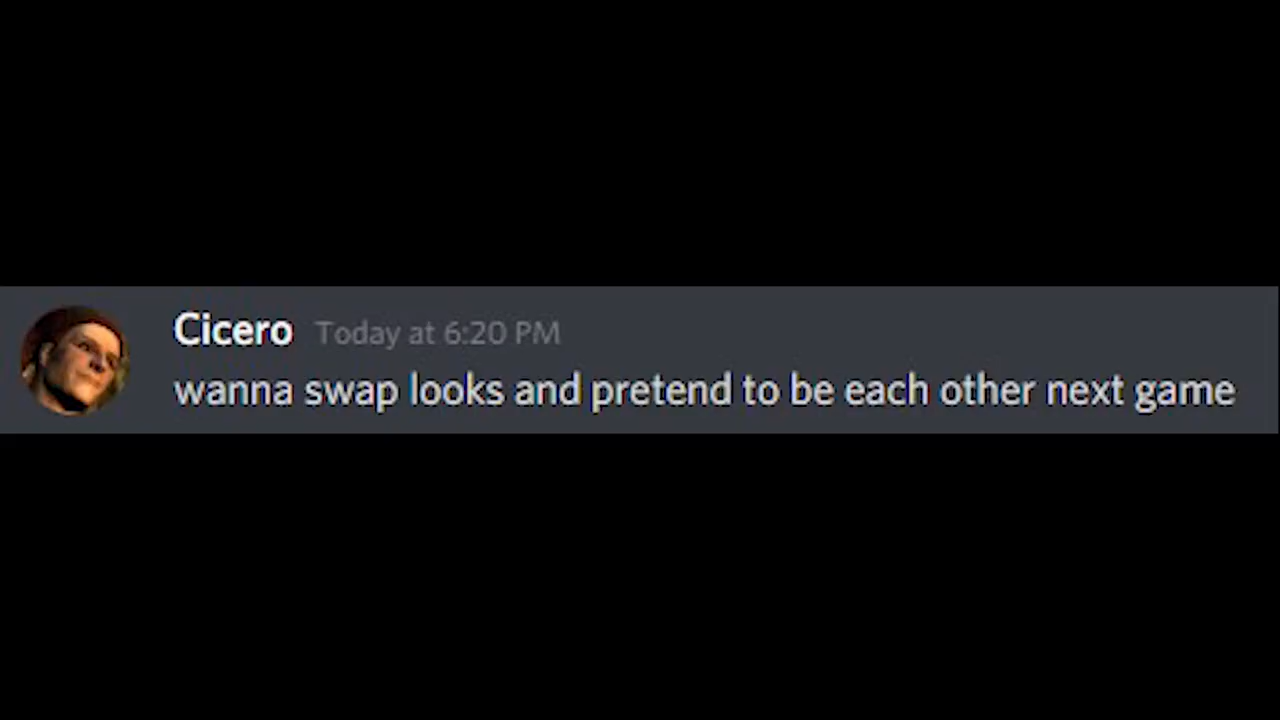 Cicero Today at 6:20 PM
wanna swap looks and pretend to be each other next game